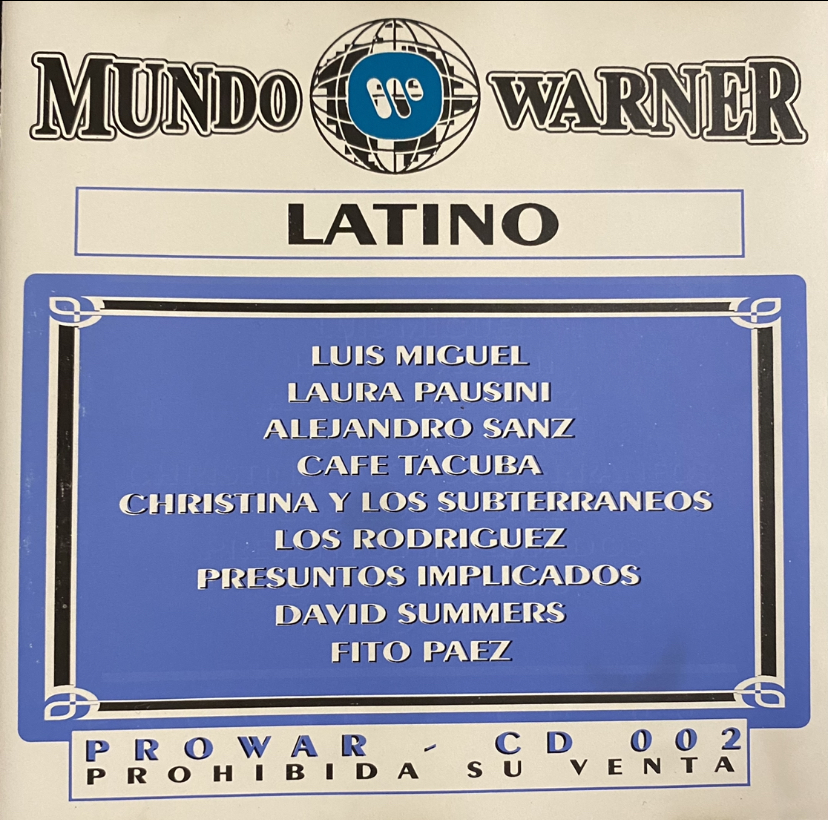 MUNDO WARNER
LATINO
LUIS MIGUEL
LAURA PAUSINI
ALEJANDRO SANZ
CAFE TACUBA
CHRISTINA Y LOS SUBTERRANEOS
LOS RODRIGUEZ
PRESUNTOS IMPLICADOS
DAVID SUMMERS
FITO PAEZ
PROWAR - CD 002
PROHIBIDA SU VENTA